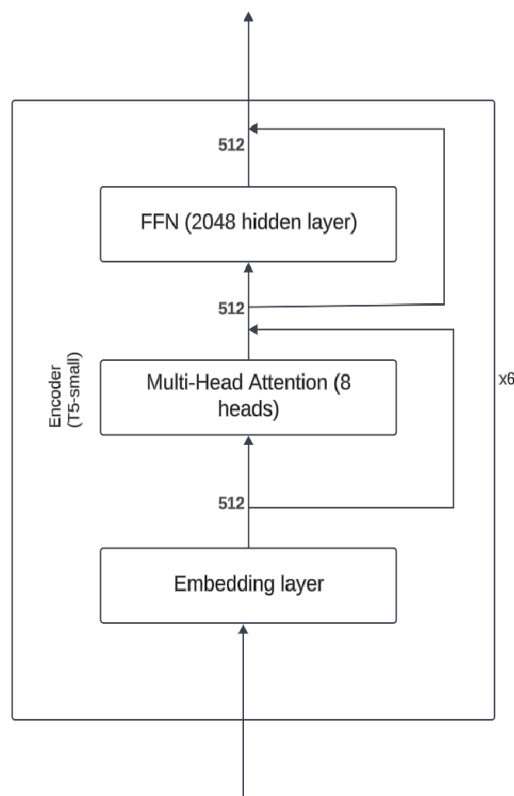 512
FFN (2048 hidden layer)
512
Encoder
(T5-small)
Multi-Head Attention (8
heads)
x6
512
Embedding layer